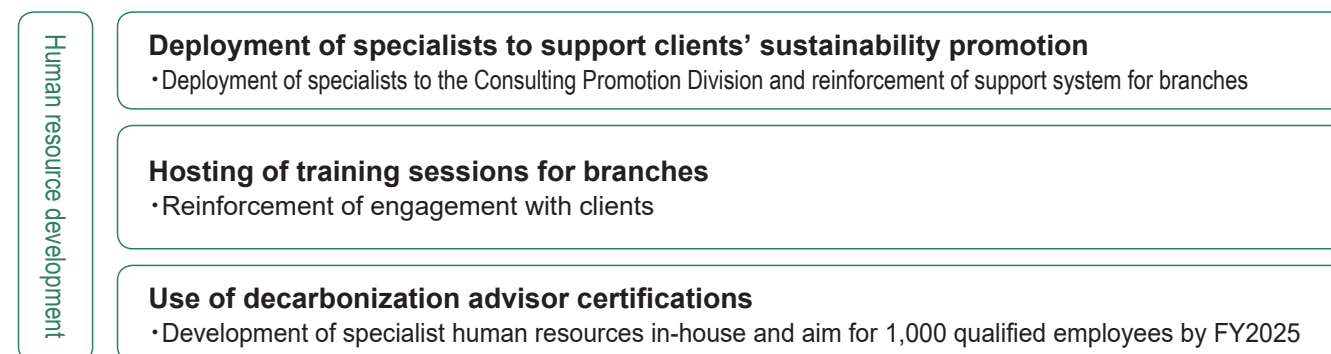 Human resource development
Deployment of specialists to support clients’ sustainability promotion
・Deployment of specialists to the Consulting Promotion Division and reinforcement of support system for branches
Hosting of training sessions for branches
・Reinforcement of engagement with clients
Use of decarbonization advisor certifications
・Development of specialist human resources in-house and aim for 1,000 qualified employees by FY2025